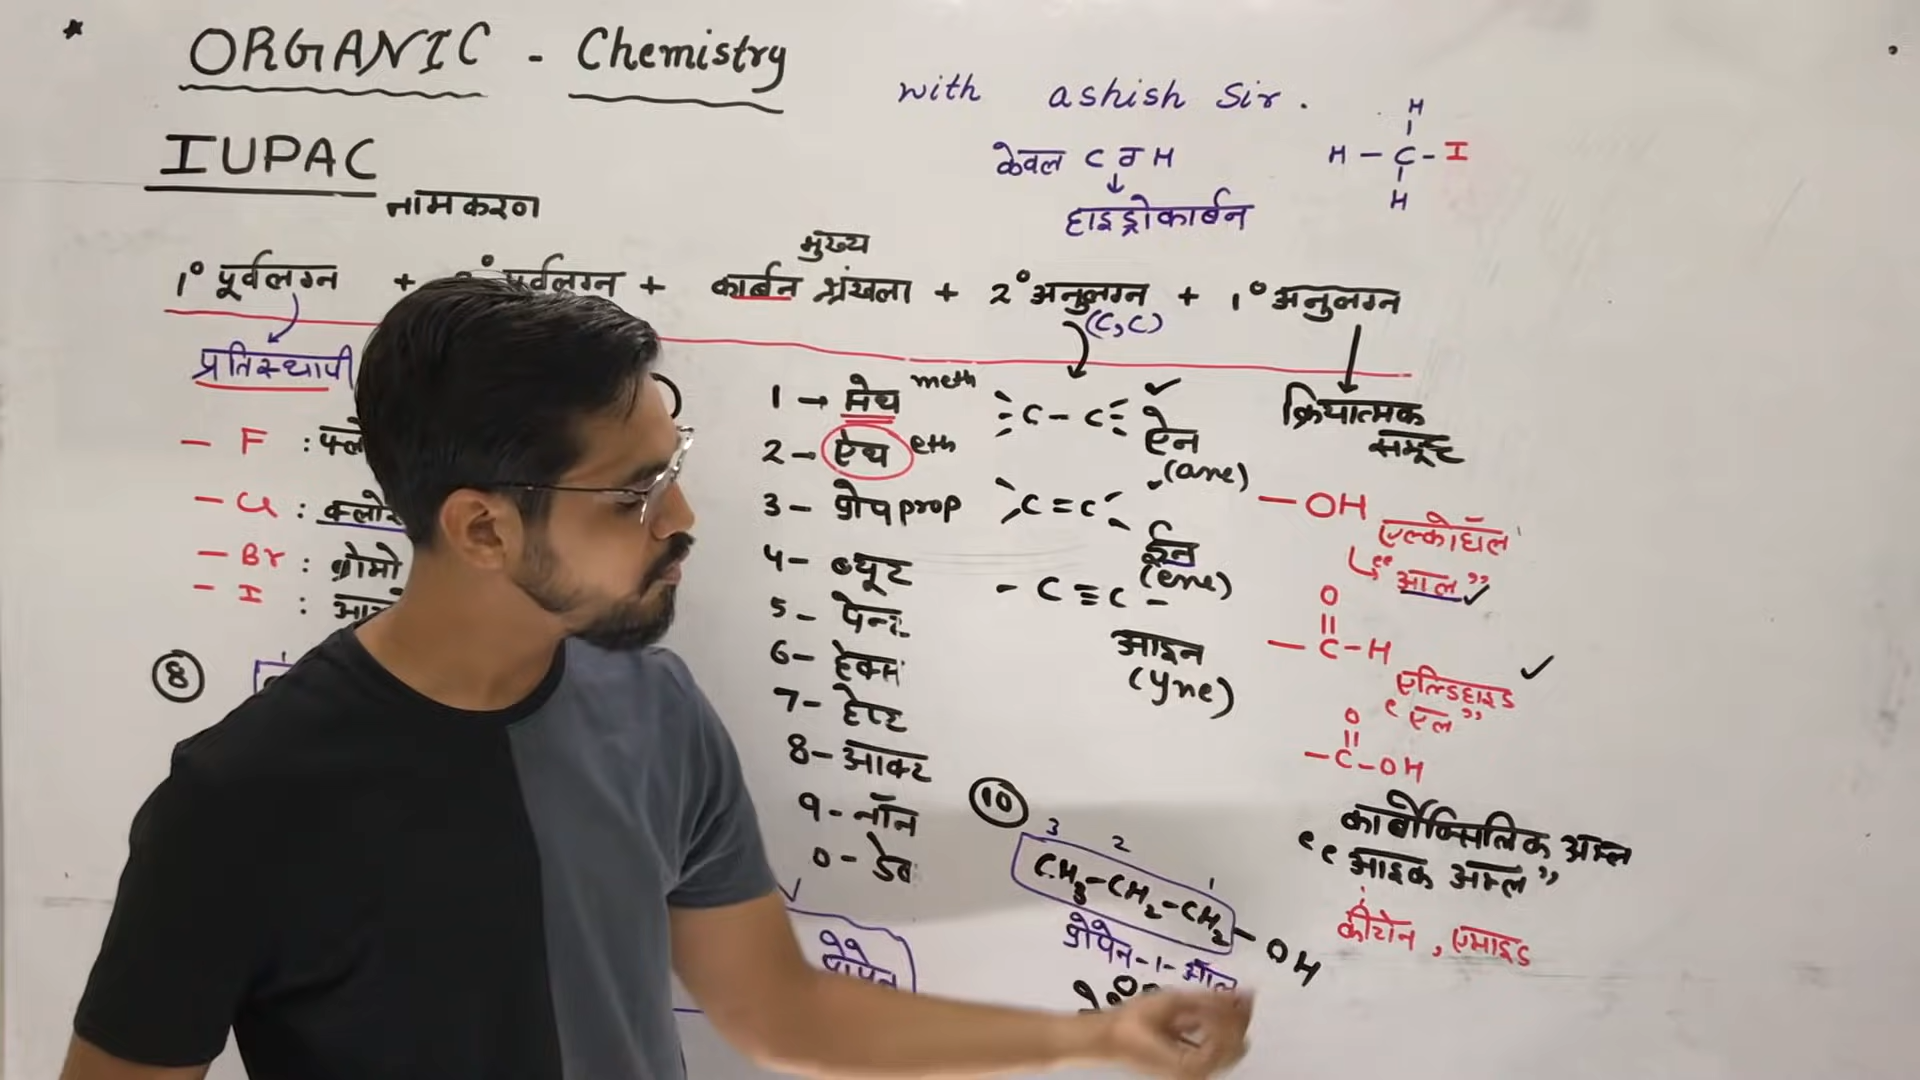 ORGANIC - Chemistry
with ashish Sir.
IUPAC
नामकरण
केवल C व H
हाइड्रोकार्बन
H
H - C - I
H
मुख्य
1° पूर्वलग्न + पूर्वलग्न + कार्बन श्रंखला + 2° अनुलग्न + 1° अनुलग्न
(C,C)
प्रतिस्थापी
- F :
- Cl :
- Br : ब्रोमो
- I :
1 → मेथ meth
2 - ऐथ eth
3 - प्रोप prop
4 - ब्यूट
5 - पेन्ट
6 - हेक्स
7 - हेप्ट
8 - आक्ट
9 - नॉन
0 - डेब
C - C
ऐन
(ane)
C = C
ईन
(ene)
- C ≡ C -
आइन
(yne)
क्रियात्मक
समूह
- OH
एल्कोहॉल
"ऑल"
O
- C - H
एल्डिहाइड
"एल"
O
- C - OH
कार्बोक्सिलिक अम्ल
"आइक अम्ल"
कीटोन, एमाइड
8
10
3 2 1
CH3-CH2-CH2-OH
प्रोपेन-1-ऑल